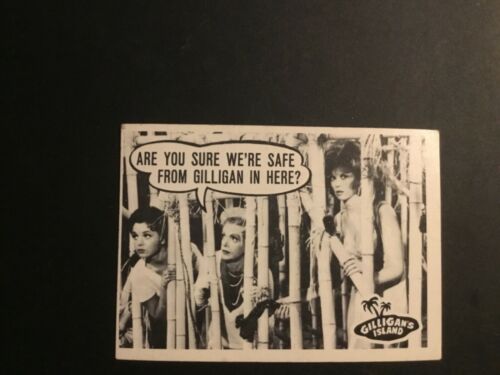 ARE YOU SURE WE'RE SAFE
FROM GILLIGAN IN HERE?
GILLIGAN'S
ISLAND